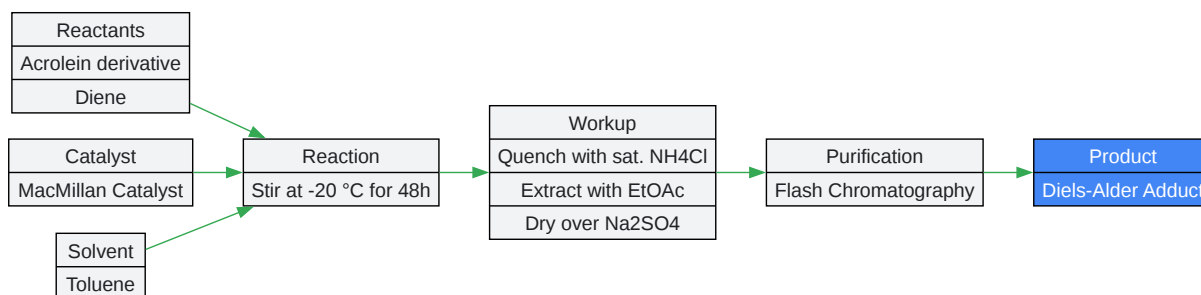 Reactants
Acrolein derivative
Diene
Catalyst
MacMillan Catalyst
Solvent
Toluene
Reaction
Stir at -20 °C for 48h
Workup
Quench with sat. NH4Cl
Extract with EtOAc
Dry over Na2SO4
Purification
Flash Chromatography
Product
Diels-Alder Adduct